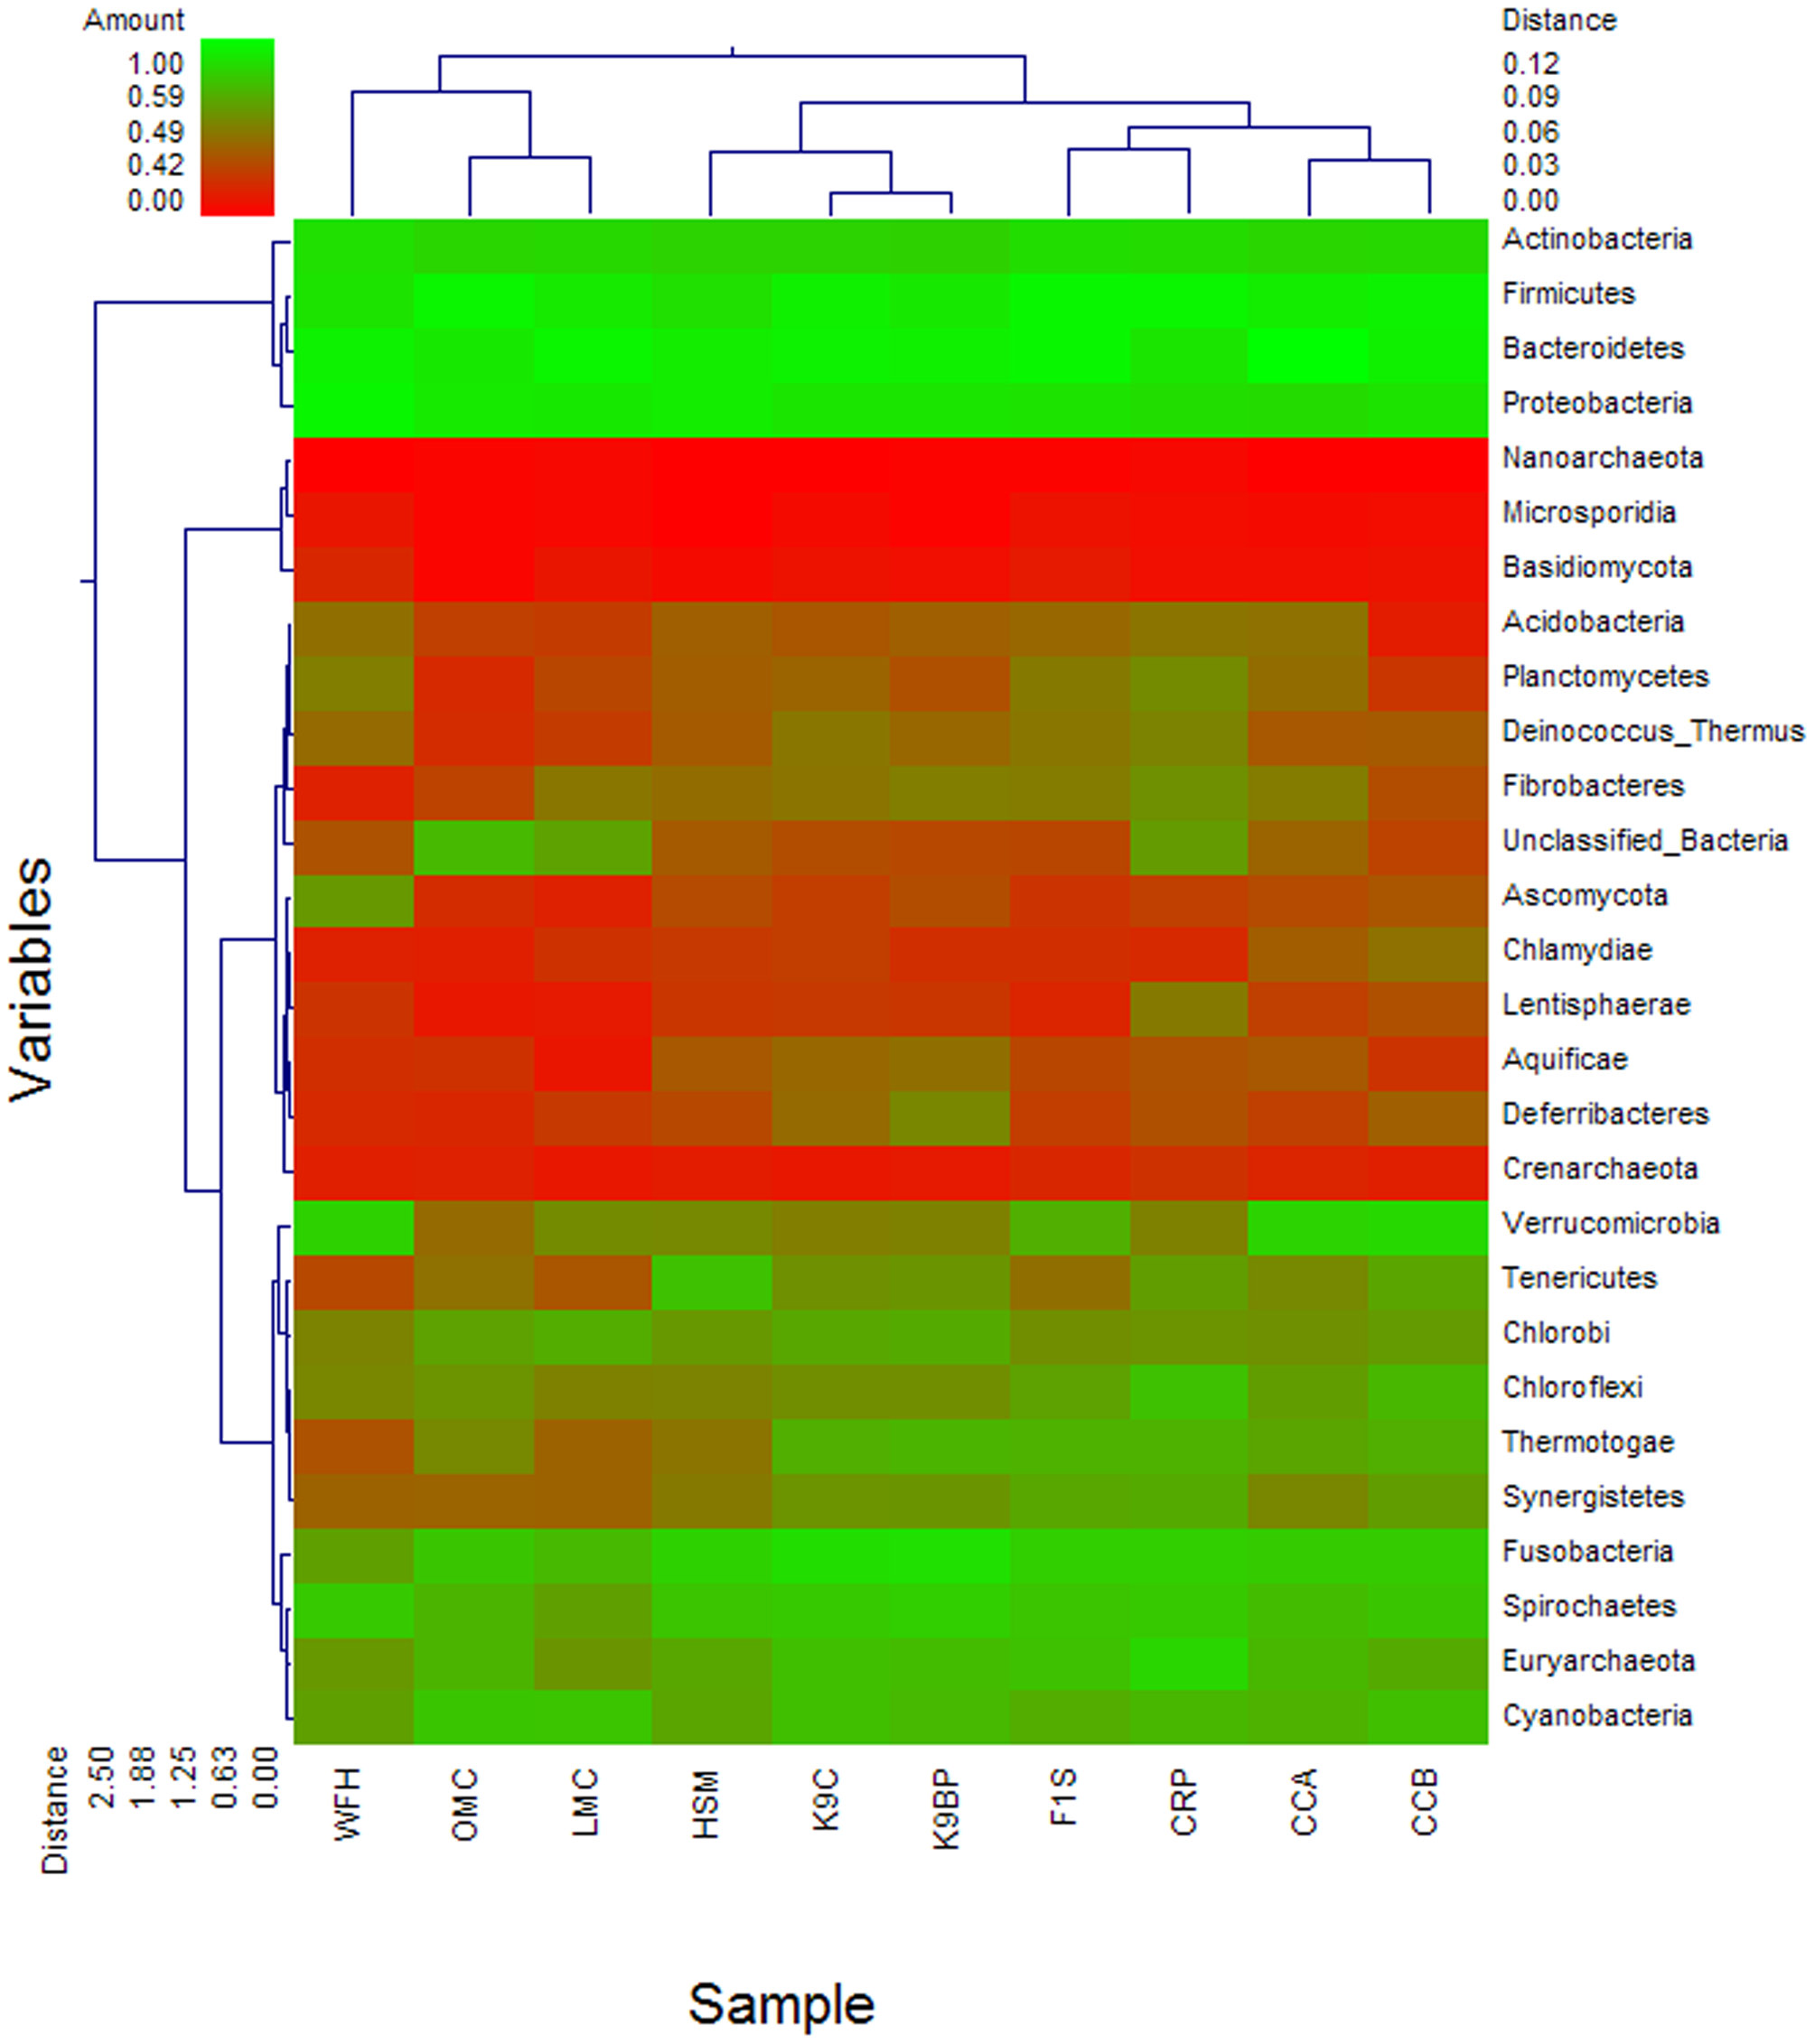 Amount
1.00
0.59
0.49
0.42
0.00
Distance
0.12
0.09
0.06
0.03
0.00
Actinobacteria
Firmicutes
Bacteroidetes
Proteobacteria
Nanoarchaeota
Microsporidia
Basidiomycota
Acidobacteria
Planctomycetes
Deinococcus_Thermus
Fibrobacteres
Unclassified_Bacteria
Ascomycota
Chlamydiae
Lentisphaerae
Aquificae
Deferribacteres
Crenarchaeota
Verrucomicrobia
Tenericutes
Chlorobi
Chloroflexi
Thermotogae
Synergistetes
Fusobacteria
Spirochaetes
Euryarchaeota
Cyanobacteria
Variables
Distance
2.50
1.88
1.25
0.63
0.00
WFH
OMC
LMC
HSM
K9C
K9BP
F1S
CRP
CCA
CCB
Sample